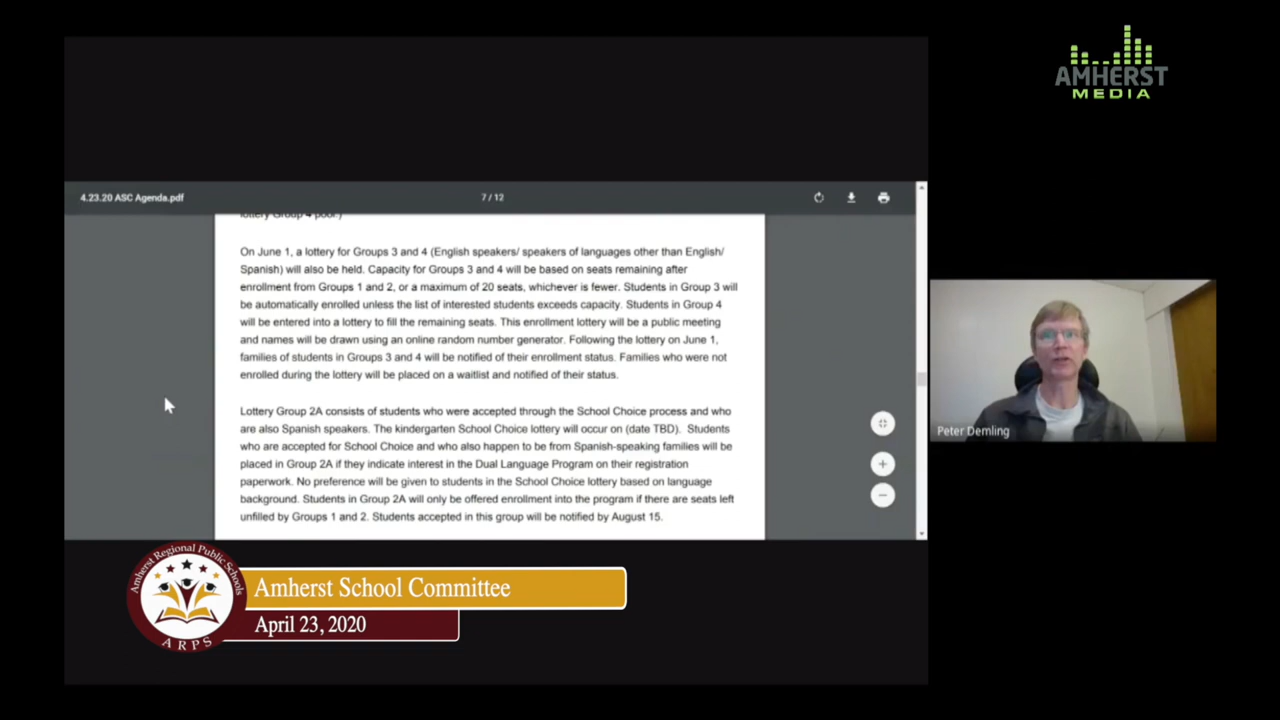 AMHERST
MEDIA
4.23.20 ASC Agenda.pdf
7 / 12
lottery Group 4 pool.)
On June 1, a lottery for Groups 3 and 4 (English speakers/ speakers of languages other than English/
Spanish) will also be held. Capacity for Groups 3 and 4 will be based on seats remaining after
enrollment from Groups 1 and 2, or a maximum of 20 seats, whichever is fewer. Students in Group 3 will
be automatically enrolled unless the list of interested students exceeds capacity. Students in Group 4
will be entered into a lottery to fill the remaining seats. This enrollment lottery will be a public meeting
and names will be drawn using an online random number generator. Following the lottery on June 1,
families of students in Groups 3 and 4 will be notified of their enrollment status. Families who were not
enrolled during the lottery will be placed on a waitlist and notified of their status.
Lottery Group 2A consists of students who were accepted through the School Choice process and who
are also Spanish speakers. The kindergarten School Choice lottery will occur on (date TBD). Students
who are accepted for School Choice and who also happen to be from Spanish-speaking families will be
placed in Group 2A if they indicate interest in the Dual Language Program on their registration
paperwork. No preference will be given to students in the School Choice lottery based on language
background. Students in Group 2A will only be offered enrollment into the program if there are seats left
unfilled by Groups 1 and 2. Students accepted in this group will be notified by August 15.
Peter Demling
Amherst Regional Public Schools
ARPS
Amherst School Committee
April 23, 2020